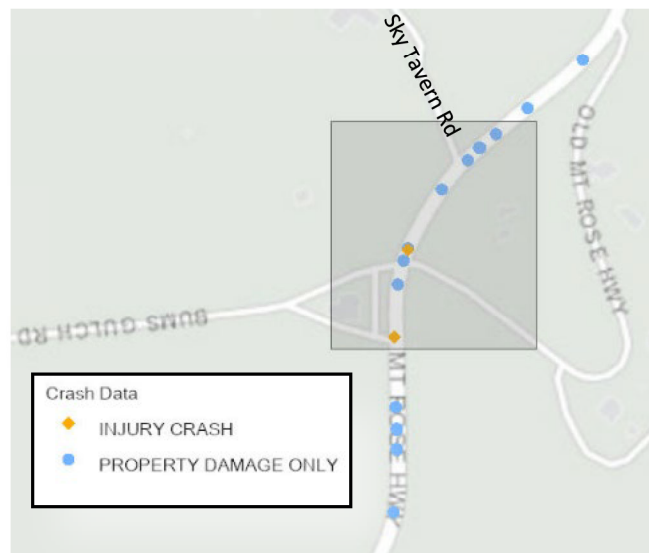 Sky Tavern Rd
OLD MT ROSE HWY
BUMS GULCH RD
MT ROSE HWY
Crash Data
INJURY CRASH
PROPERTY DAMAGE ONLY